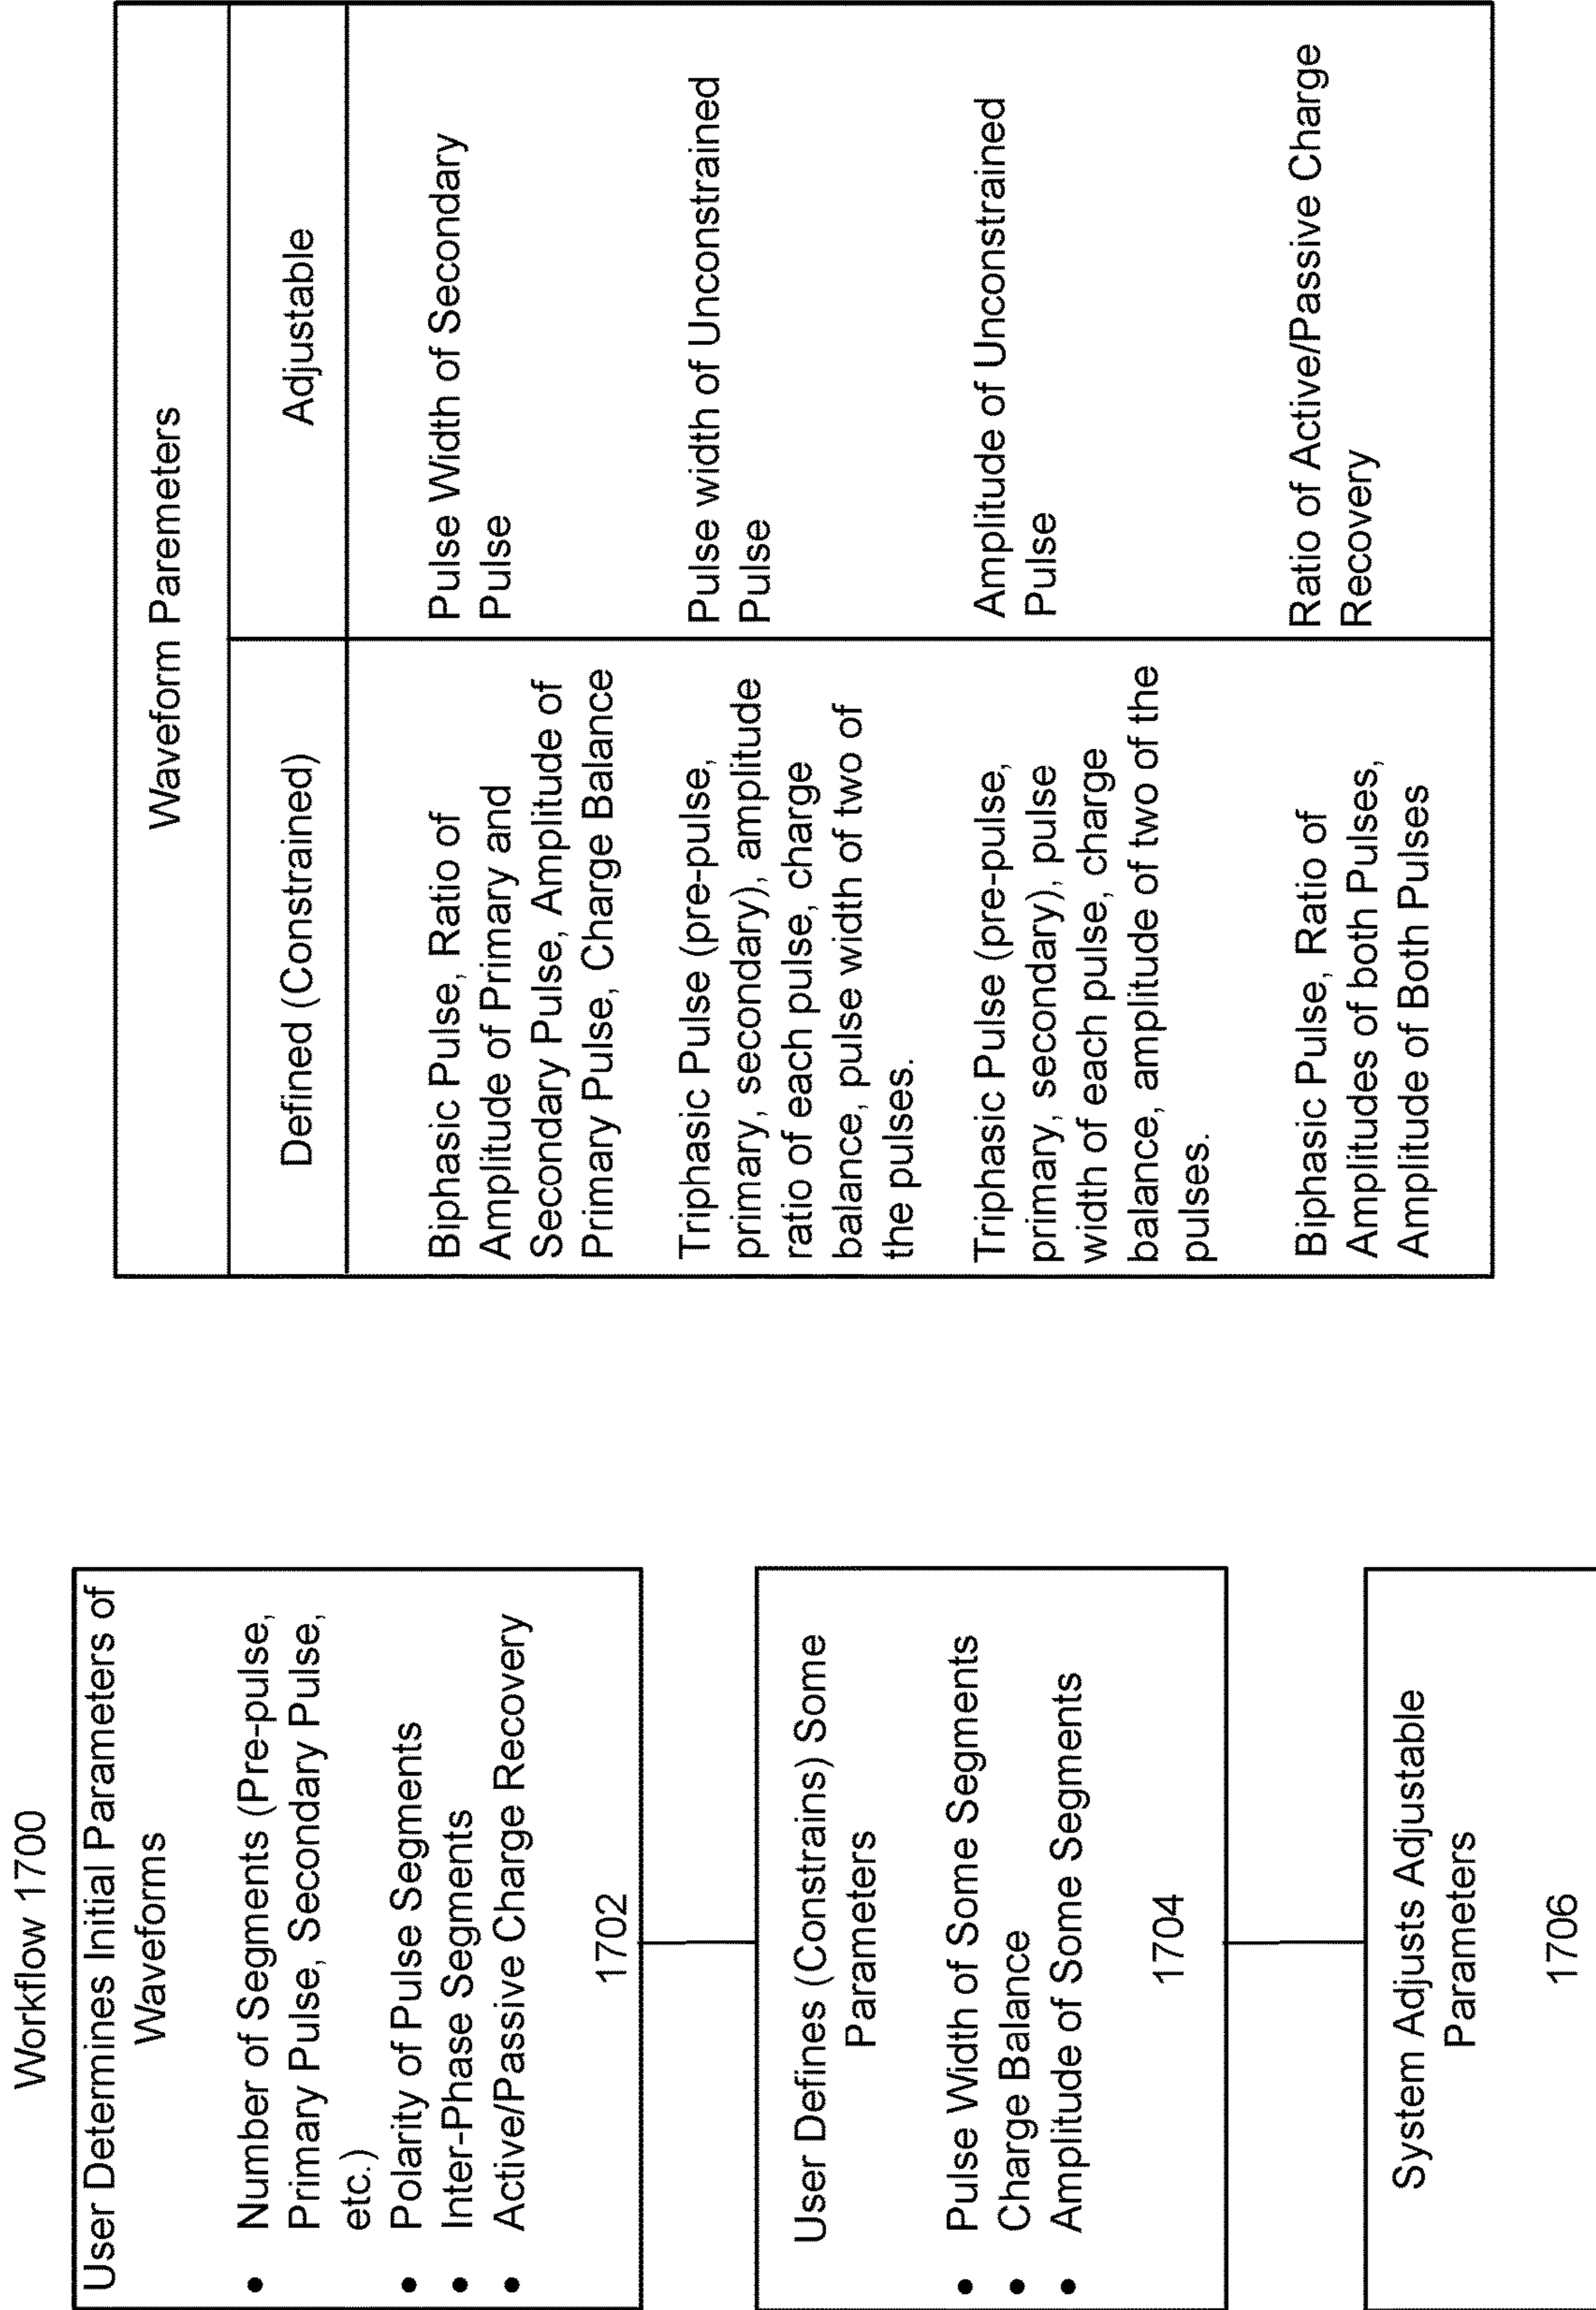 Workflow 1700
User Determines Initial Parameters of
Waveforms
• Number of Segments (Pre-pulse,
Primary Pulse, Secondary Pulse,
etc.)
• Polarity of Pulse Segments
• Inter-Phase Segments
• Active/Passive Charge Recovery
1702
User Defines (Constrains) Some
Parameters
• Pulse Width of Some Segments
• Charge Balance
• Amplitude of Some Segments
1704
System Adjusts Adjustable
Parameters
1706
Waveform Paremeters
Defined (Constrained)
Adjustable
Biphasic Pulse, Ratio of
Amplitude of Primary and
Secondary Pulse, Amplitude of
Primary Pulse, Charge Balance
Pulse Width of Secondary
Pulse
Triphasic Pulse (pre-pulse,
primary, secondary), amplitude
ratio of each pulse, charge
balance, pulse width of two of
the pulses.
Pulse width of Unconstrained
Pulse
Triphasic Pulse (pre-pulse,
primary, secondary), pulse
width of each pulse, charge
balance, amplitude of two of the
pulses.
Amplitude of Unconstrained
Pulse
Biphasic Pulse, Ratio of
Amplitudes of both Pulses,
Amplitude of Both Pulses
Ratio of Active/Passive Charge
Recovery